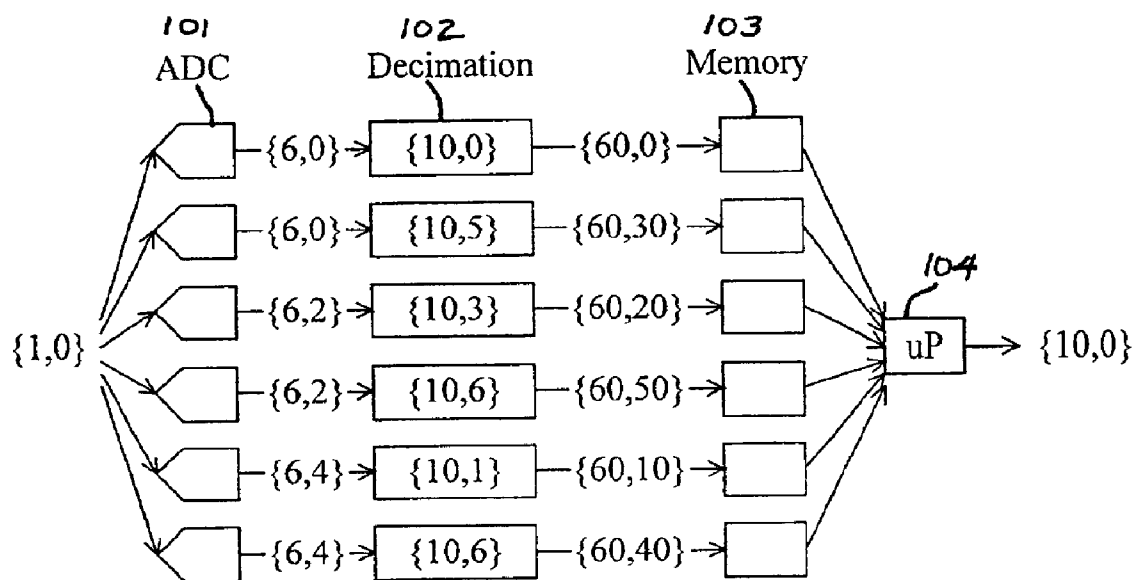 101 102 103
ADC Decimation Memory
{6,0} {10,0} {60,0}
{6,0} {10,5} {60,30}
104
{6,2} {10,3} {60,20}
{1,0} uP {10,0}
{6,2} {10,6} {60,50}
{6,4} {10,1} {60,10}
{6,4} {10,6} {60,40}